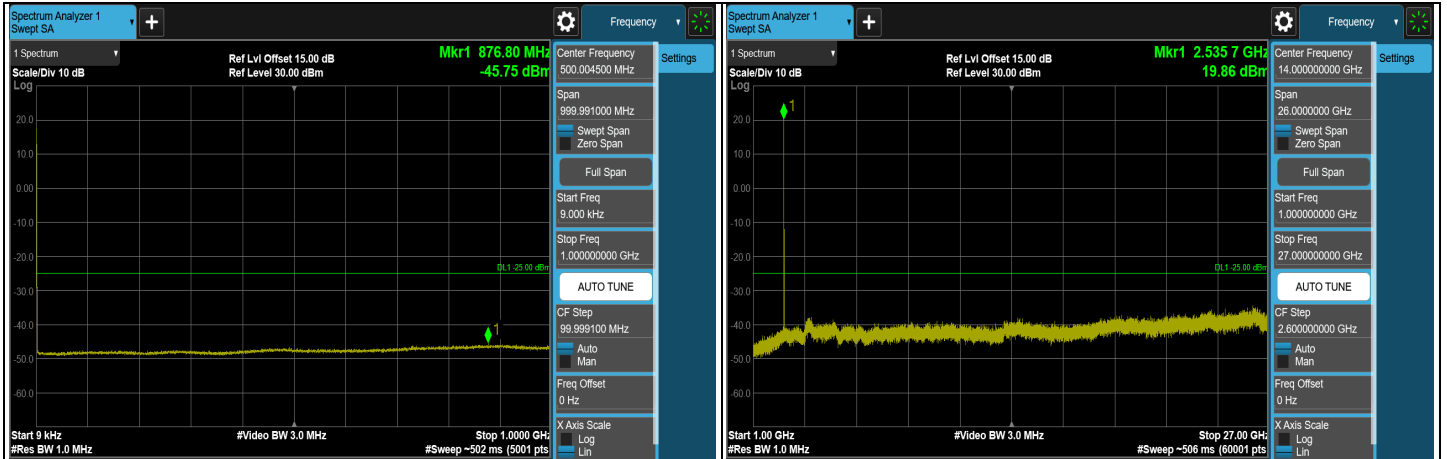 Spectrum Analyzer 1
Swept SA
+
Frequency
1 Spectrum
Scale/Div 10 dB
Log
Ref Lvl Offset 15.00 dB
Ref Level 30.00 dBm
Mkr1 876.80 MHz
-45.75 dBm
20.0
10.0
0.00
-10.0
-20.0
-30.0
-40.0
-50.0
-60.0
DL1 -25.00 dBm
1
Start 9 kHz
#Res BW 1.0 MHz
#Video BW 3.0 MHz
Stop 1.0000 GHz
#Sweep ~502 ms (5001 pts
Center Frequency
500.004500 MHz
Settings
Span
999.991000 MHz
Swept Span
Zero Span
Full Span
Start Freq
9.000 kHz
Stop Freq
1.000000000 GHz
AUTO TUNE
CF Step
99.999100 MHz
Auto
Man
Freq Offset
0 Hz
X Axis Scale
Log
Lin
Spectrum Analyzer 1
Swept SA
+
Frequency
1 Spectrum
Scale/Div 10 dB
Log
Ref Lvl Offset 15.00 dB
Ref Level 30.00 dBm
Mkr1 2.535 7 GHz
19.86 dBm
1
20.0
10.0
0.00
-10.0
-20.0
-30.0
-40.0
-50.0
-60.0
DL1 -25.00 dBm
Start 1.00 GHz
#Res BW 1.0 MHz
#Video BW 3.0 MHz
Stop 27.00 GHz
#Sweep ~506 ms (60001 pts
Center Frequency
14.000000000 GHz
Settings
Span
26.0000000 GHz
Swept Span
Zero Span
Full Span
Start Freq
1.000000000 GHz
Stop Freq
27.000000000 GHz
AUTO TUNE
CF Step
2.600000000 GHz
Auto
Man
Freq Offset
0 Hz
X Axis Scale
Log
Lin